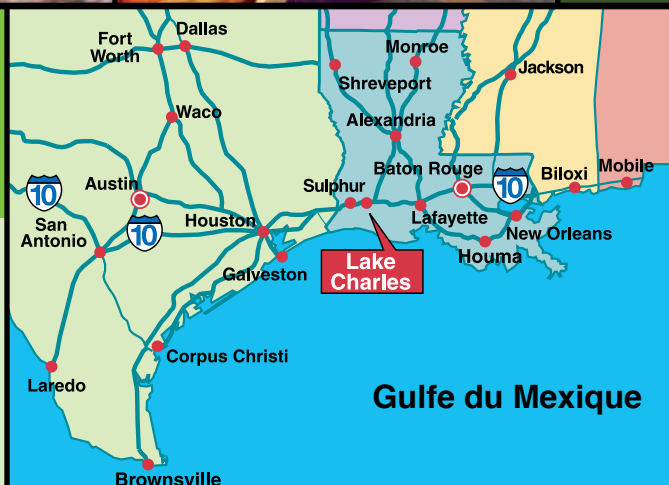 Fort
Worth
Dallas
Monroe
Shreveport
Jackson
Waco
Alexandria
Baton Rouge
10
Austin
10
Sulphur
Biloxi
Mobile
San
Antonio
10
Houston
Lafayette
New Orleans
Houma
Galveston
Lake
Charles
Corpus Christi
Laredo
Gulfe du Mexique
Brownsville